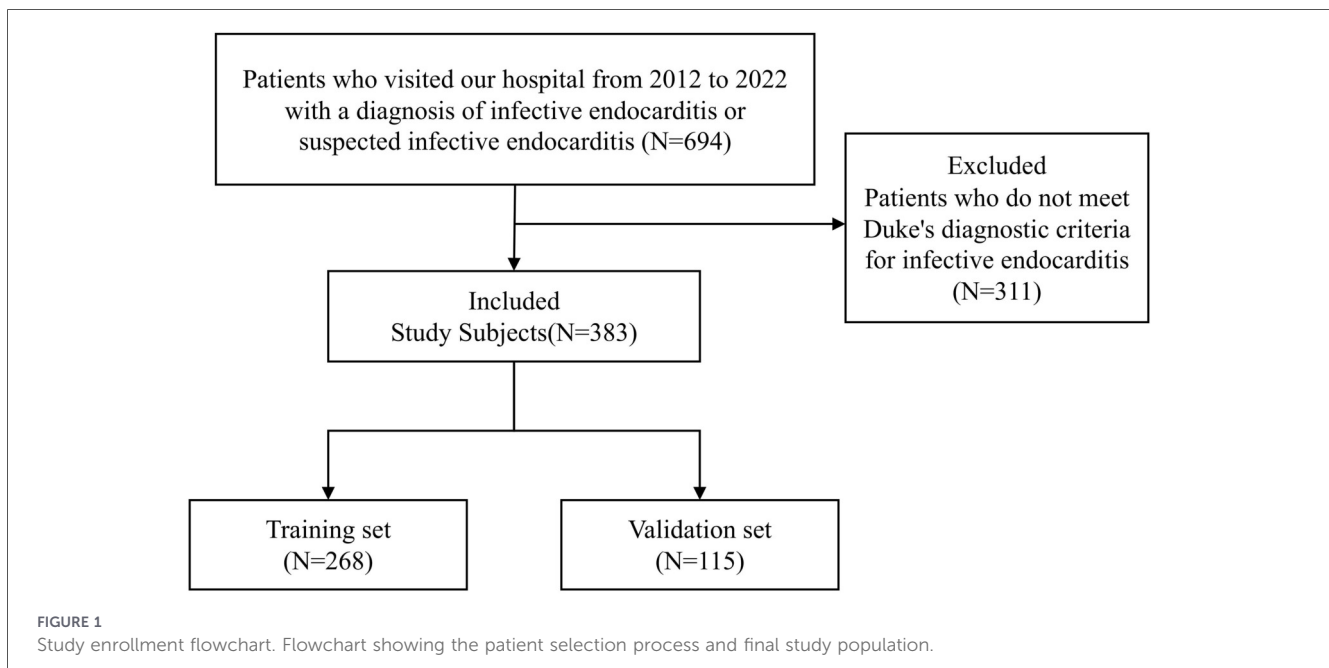 Patients who visited our hospital from 2012 to 2022
with a diagnosis of infective endocarditis or
suspected infective endocarditis (N=694)
Excluded
Patients who do not meet
Duke's diagnostic criteria
for infective endocarditis
(N=311)
Included
Study Subjects(N=383)
Training set
(N=268)
Validation set
(N=115)
FIGURE 1
Study enrollment flowchart. Flowchart showing the patient selection process and final study population.